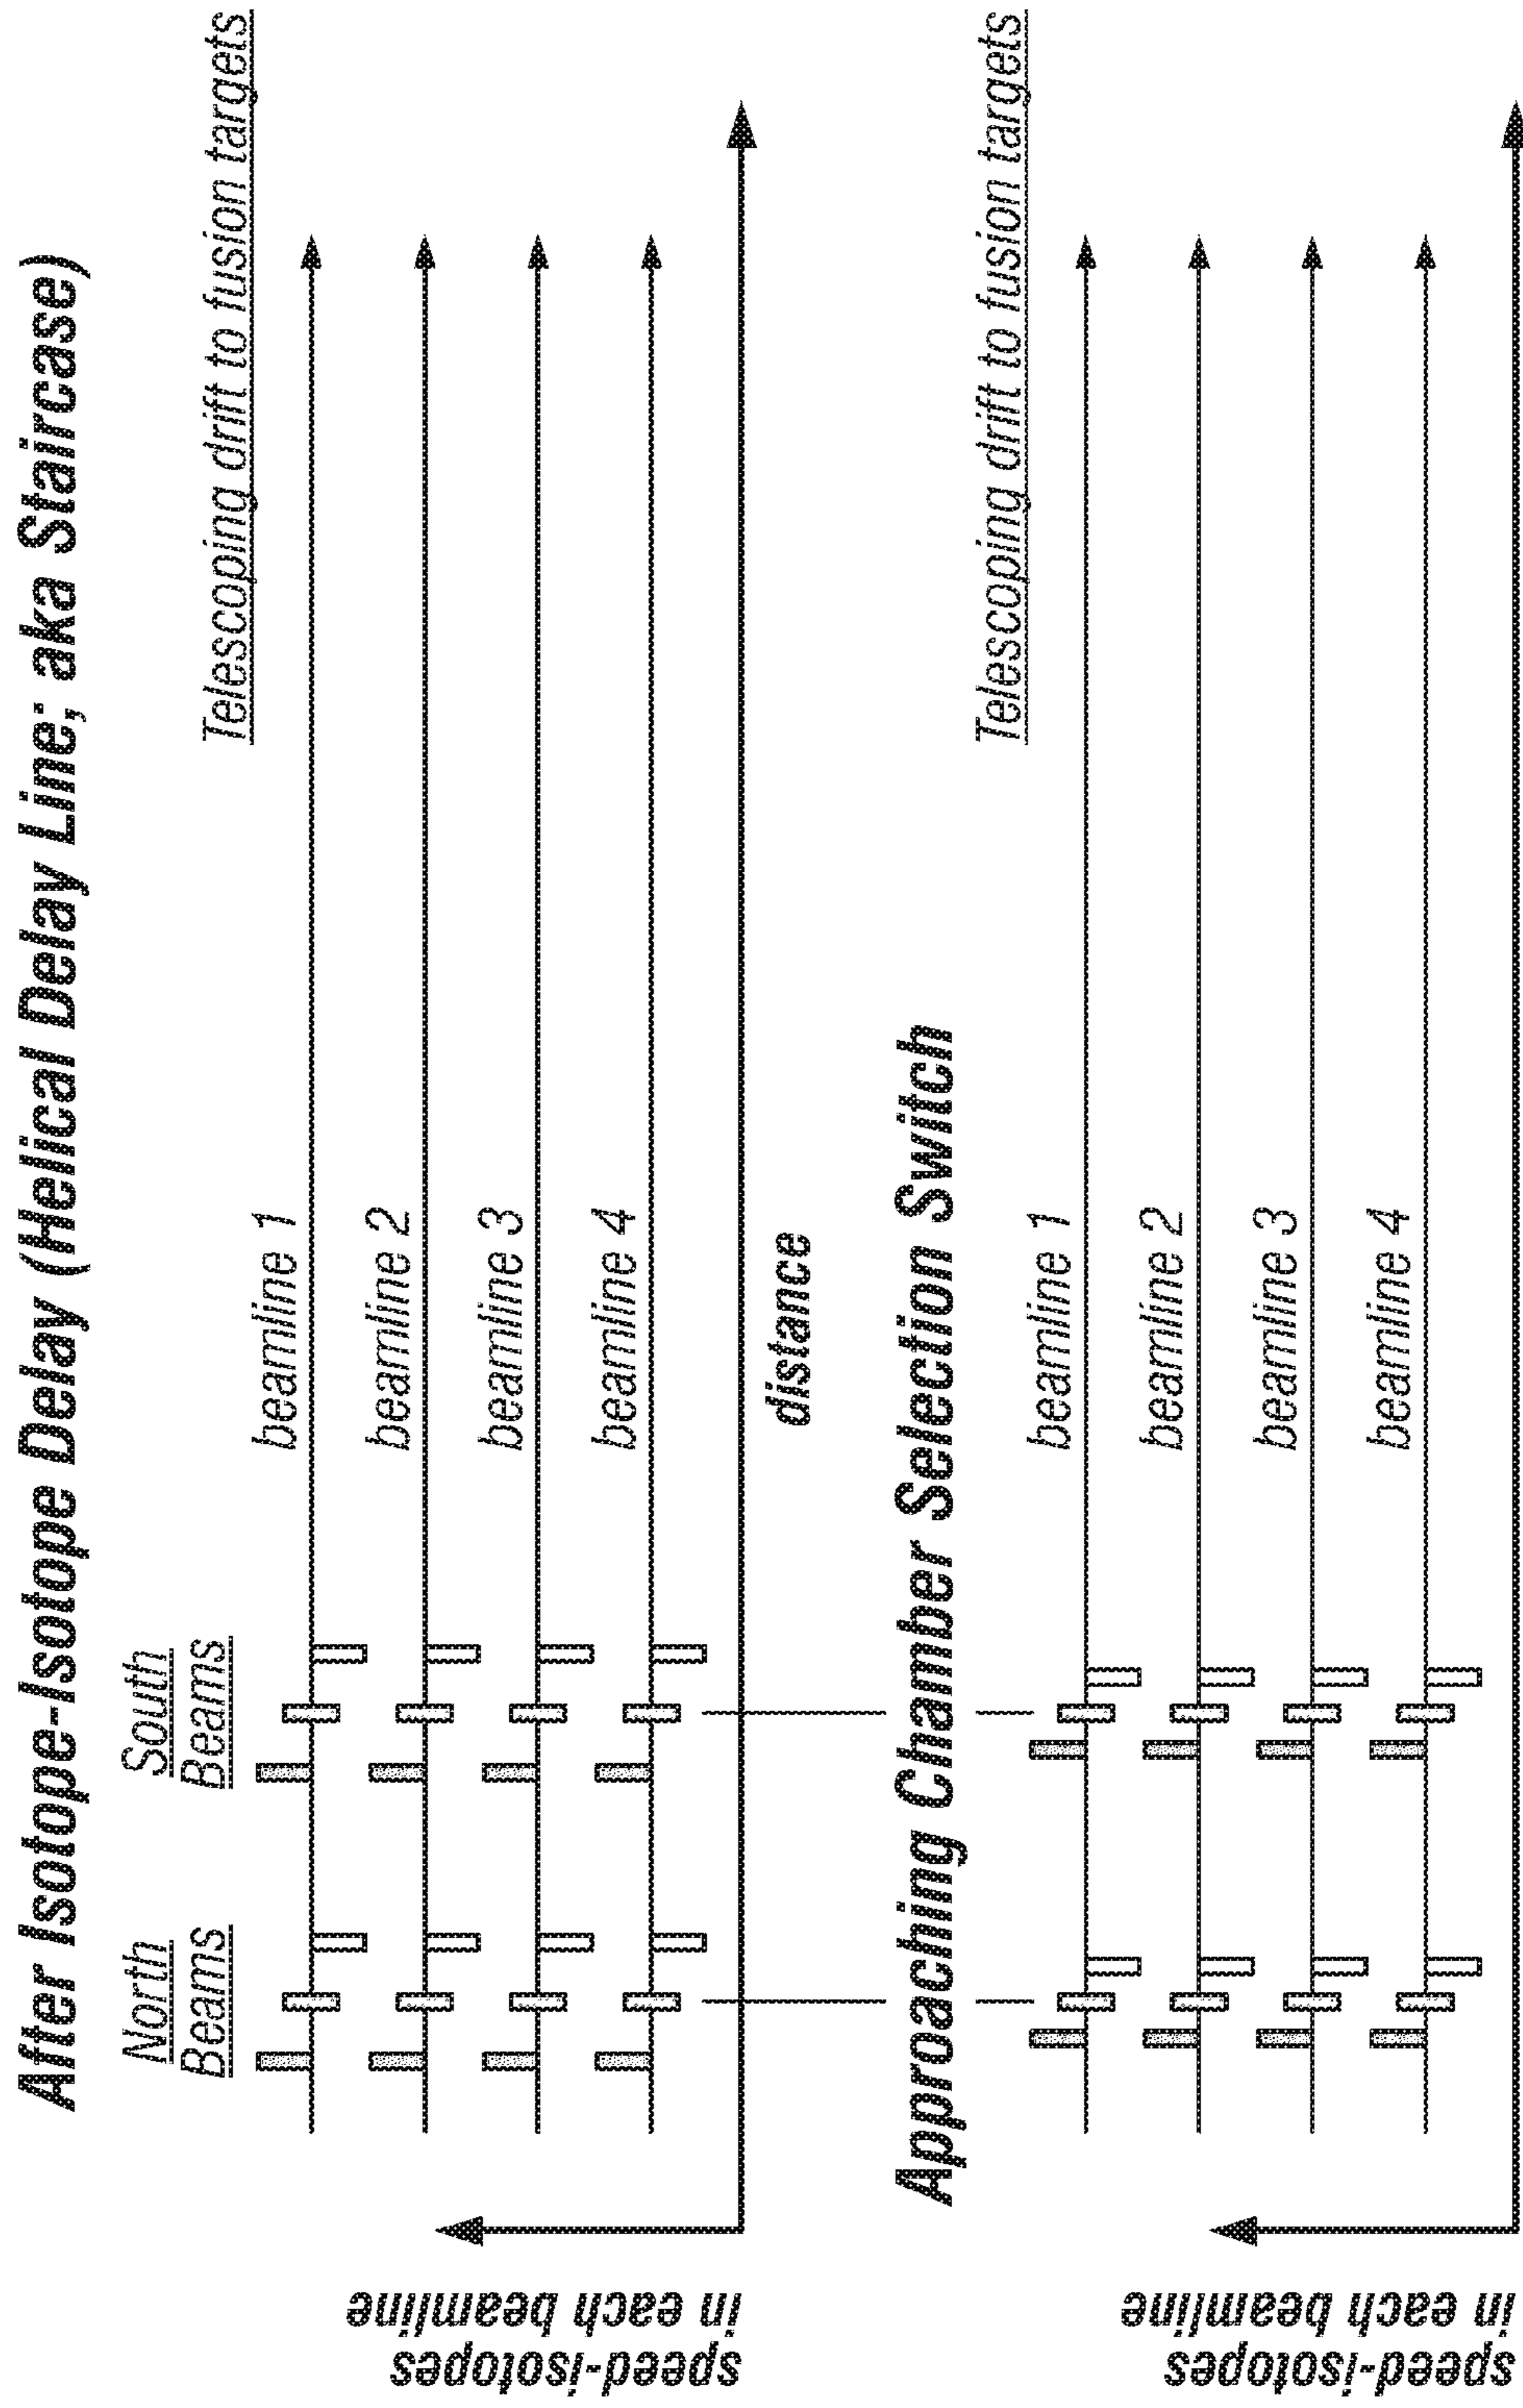 After Isotope-Isotope Delay (Helical Delay Line; aka Staircase)
North
Beams
South
Beams
Telescoping drift to fusion targets
beamline 1
beamline 2
beamline 3
beamline 4
speed-isotopes
in each beamline
distance
Approaching Chamber Selection Switch
Telescoping drift to fusion targets
beamline 1
beamline 2
beamline 3
beamline 4
speed-isotopes
in each beamline